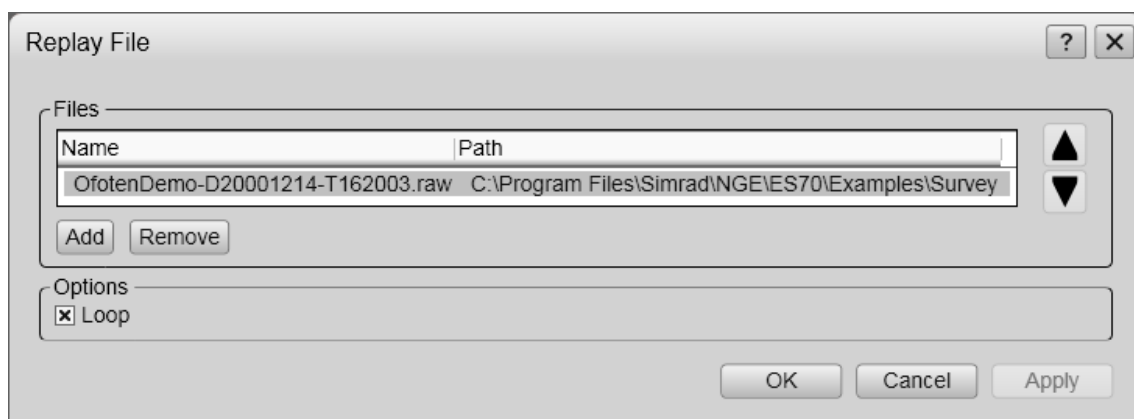 Replay File
?
Files
Name Path
OfotenDemo-D20001214-T162003.raw C:\Program Files\Simrad\NGE\ES70\Examples\Survey
Add Remove
Options
Loop
OK Cancel Apply